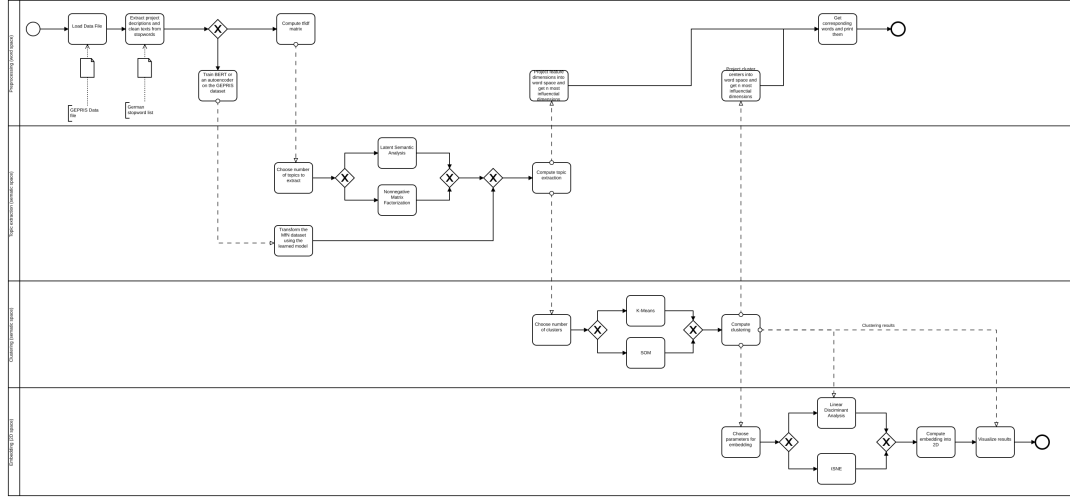 Preprocessing (word space)
Load Data File
Extract project
decriptions and
clean texts from
stopwords
Compute tfidf
matrix
Get
corresponding
words and print
them
GEPRIS Data
file
German
stopword list
Train BERT or
an autoencoder
on the GEPRIS
dataset
Project feature
dimensions into
word space and
get n most
influencial
dimensions
Project cluster
centers into
word space and
get n most
influencial
dimensions
Topic extraction (sematic space)
Choose number
of topics to
extract
Latent Semantic
Analysis
Nonnegative
Matrix
Factorization
Compute topic
extraction
Transform the
MfN dataset
using the
learned model
Clustering (sematic space)
Choose number
of clusters
K-Means
SOM
Compute
clustering
Clustering results
Embedding (2D space)
Choose
parameters for
embedding
Linear
Discriminant
Analysis
tSNE
Compute
embedding into
2D
Visualize results